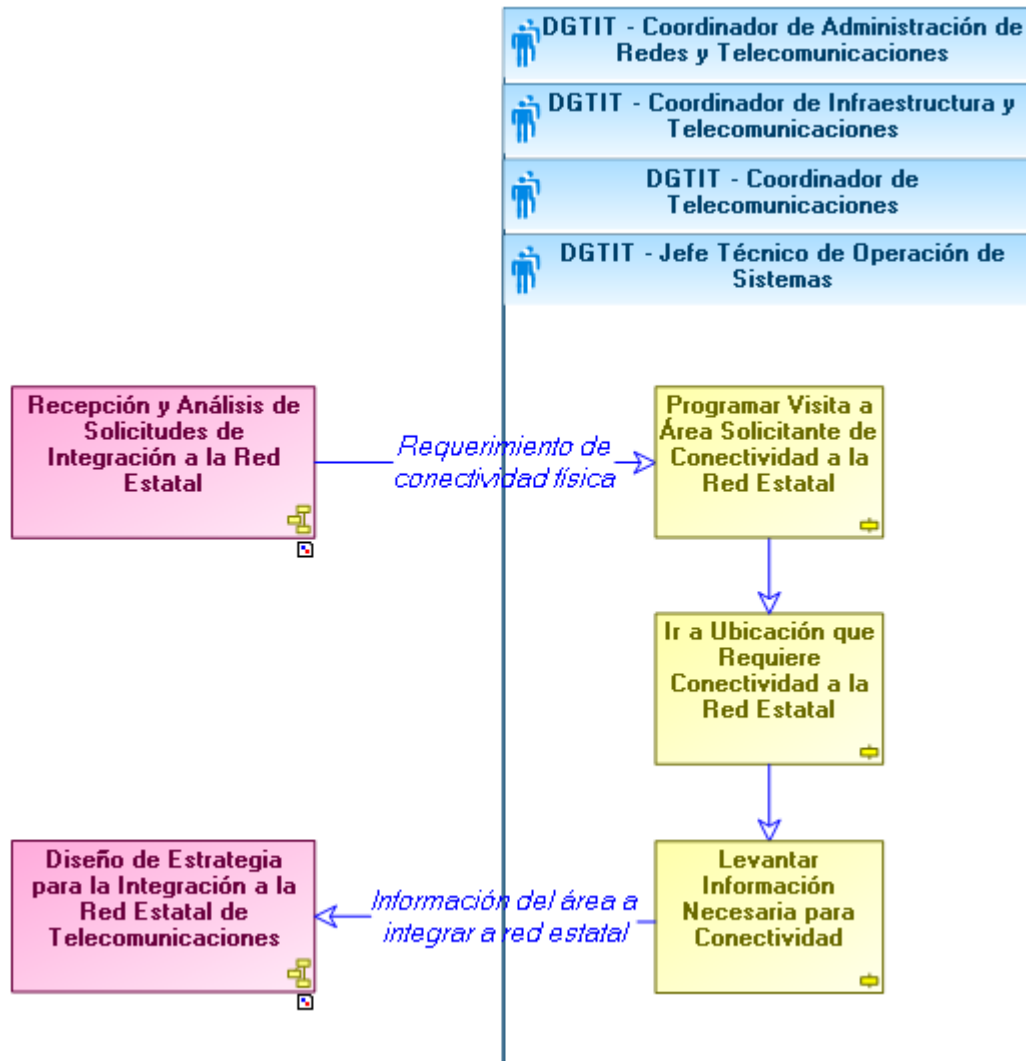 DGTIT - Coordinador de Administración de
Redes y Telecomunicaciones
DGTIT - Coordinador de Infraestructura y
Telecomunicaciones
DGTIT - Coordinador de
Telecomunicaciones
DGTIT - Jefe Técnico de Operación de
Sistemas
Recepción y Análisis de
Solicitudes de
Integración a la Red
Estatal
Requerimiento de
conectividad física
Programar Visita a
Área Solicitante de
Conectividad a la
Red Estatal
Ir a Ubicación que
Requiere
Conectividad a la
Red Estatal
Levantar
Información
Necesaria para
Conectividad
Información del área a
integrar a red estatal
Diseño de Estrategia
para la Integración a la
Red Estatal de
Telecomunicaciones